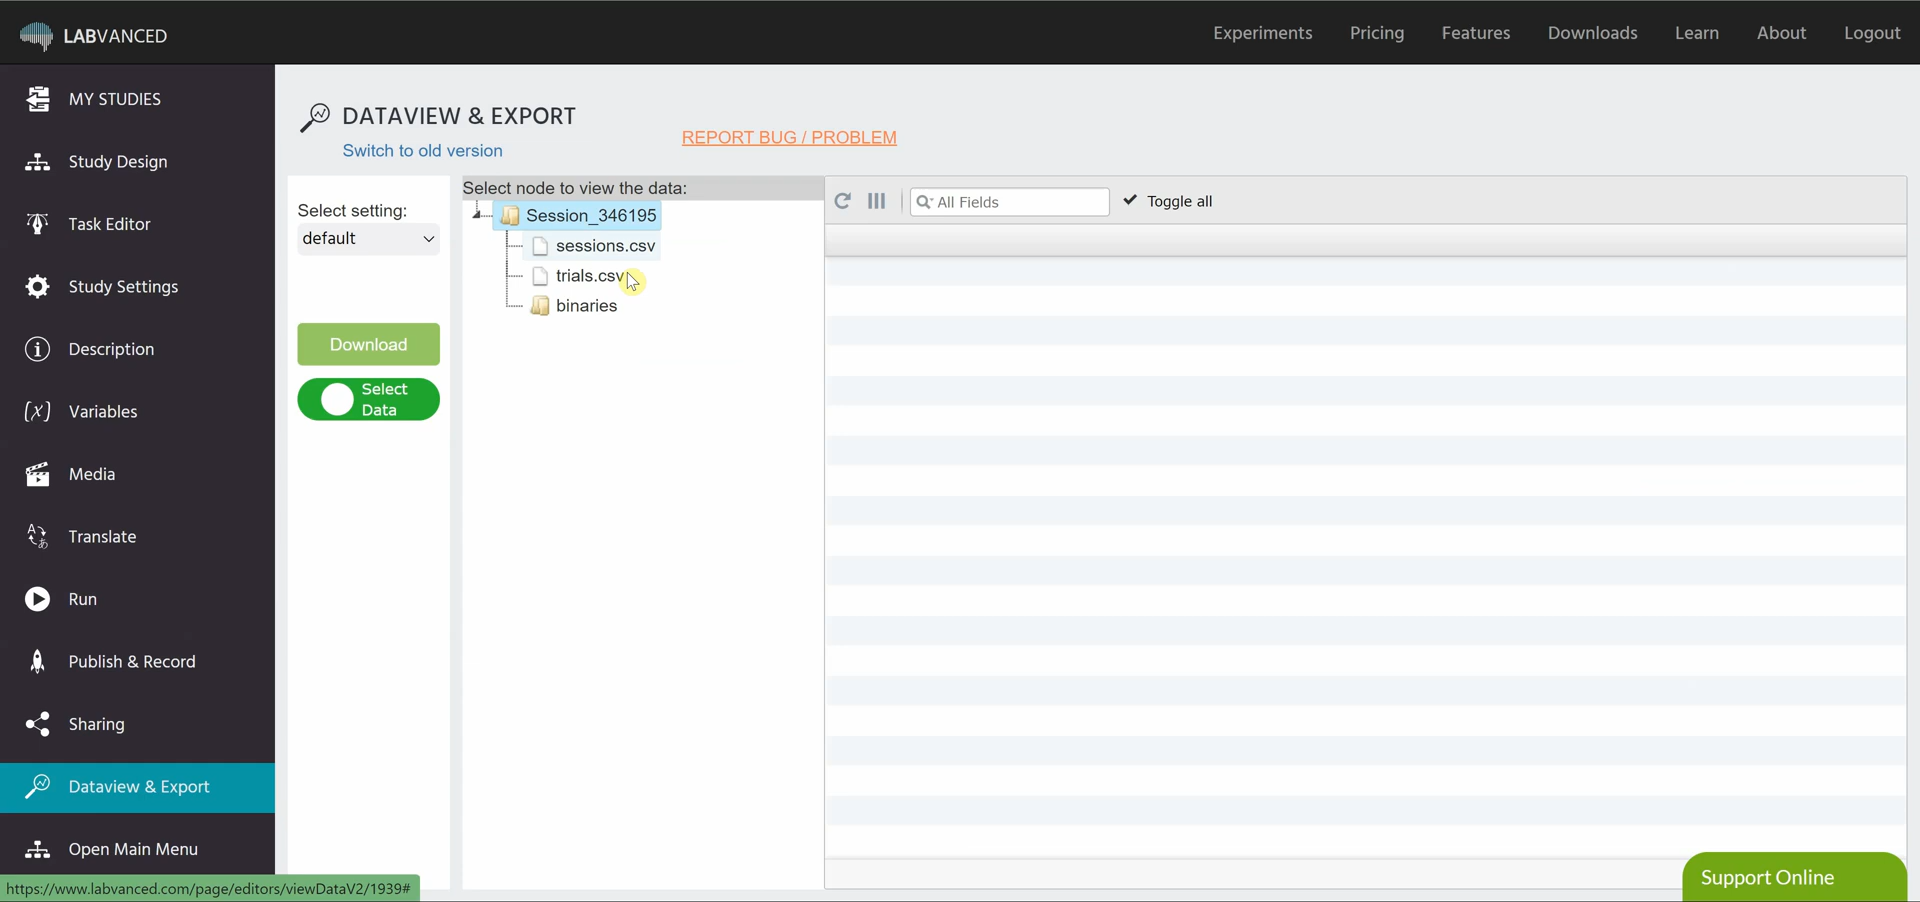 LABVANCED
Experiments
Pricing
Features
Downloads
Learn
About
Logout
MY STUDIES
Study Design
Task Editor
Study Settings
Description
Variables
Media
Translate
Run
Publish & Record
Sharing
Dataview & Export
Open Main Menu
https://www.labvanced.com/page/editors/viewDataV2/1939#
DATAVIEW & EXPORT
Switch to old version
REPORT BUG / PROBLEM
Select setting:
default
Download
Select
Data
Select node to view the data:
Session_346195
sessions.csv
trials.csv
binaries
All Fields
Toggle all
Support Online